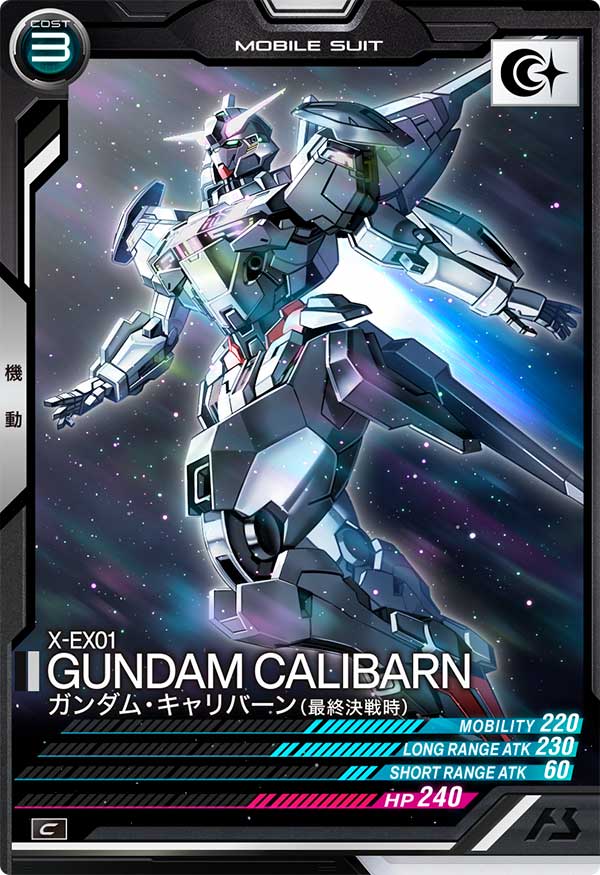 COST
3
MOBILE SUIT
機動
X-EX01
GUNDAM CALIBARN
ガンダム・キャリバーン(最終決戦時)
MOBILITY 220
LONG RANGE ATK 230
SHORT RANGE ATK 60
HP 240
C